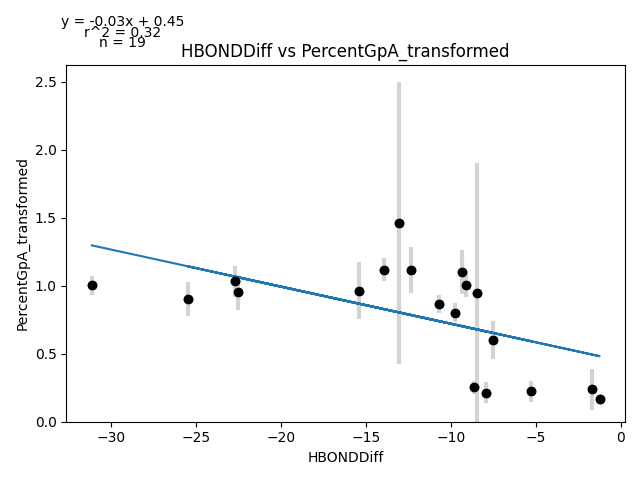 y = -0.03x + 0.45
r^2 = 0.32
n = 19
HBONDDiff vs PercentGpA_transformed
PercentGpA_transformed
2.5
2.0
1.5
1.0
0.5
0.0
−30
−25
−20
−15
−10
−5
0
HBONDDiff